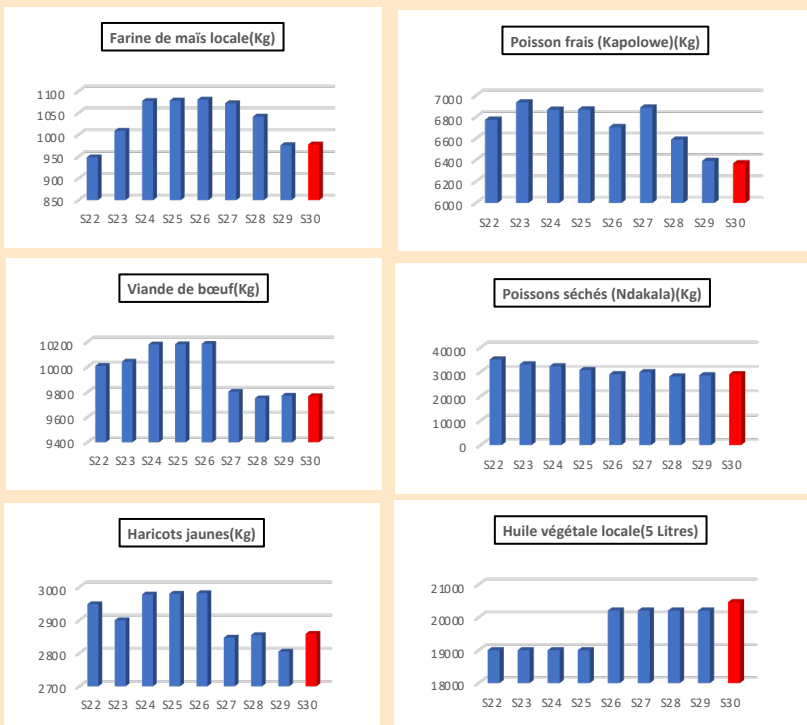 Farine de maïs locale(Kg)
1100
1050
1000
950
900
850
S22 S23 S24 S25 S26 S27 S28 S29 S30
Poisson frais (Kapolowe)(Kg)
7000
6800
6600
6400
6200
6000
S22 S23 S24 S25 S26 S27 S28 S29 S30
Viande de bœuf(Kg)
10200
10000
9800
9600
9400
S22 S23 S24 S25 S26 S27 S28 S29 S30
Poissons séchés (Ndakala)(Kg)
40000
30000
20000
10000
0
S22 S23 S24 S25 S26 S27 S28 S29 S30
Haricots jaunes(Kg)
3000
2900
2800
2700
S22 S23 S24 S25 S26 S27 S28 S29 S30
Huile végétale locale(5 Litres)
21000
20000
19000
18000
S22 S23 S24 S25 S26 S27 S28 S29 S30